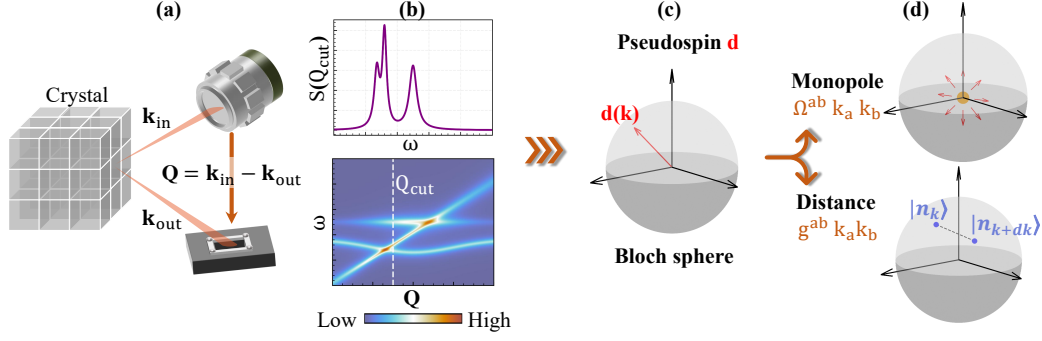 (a)
Crystal
k_in
Q = k_in − k_out
k_out
(b)
S(Q_cut)
ω
Q_cut
ω
Q
Low
High
(c)
Pseudospin d
d(k)
Bloch sphere
(d)
Monopole
Ω^ab k_a k_b
Distance
g^ab k_a k_b
|n_k⟩
|n_{k+dk}⟩